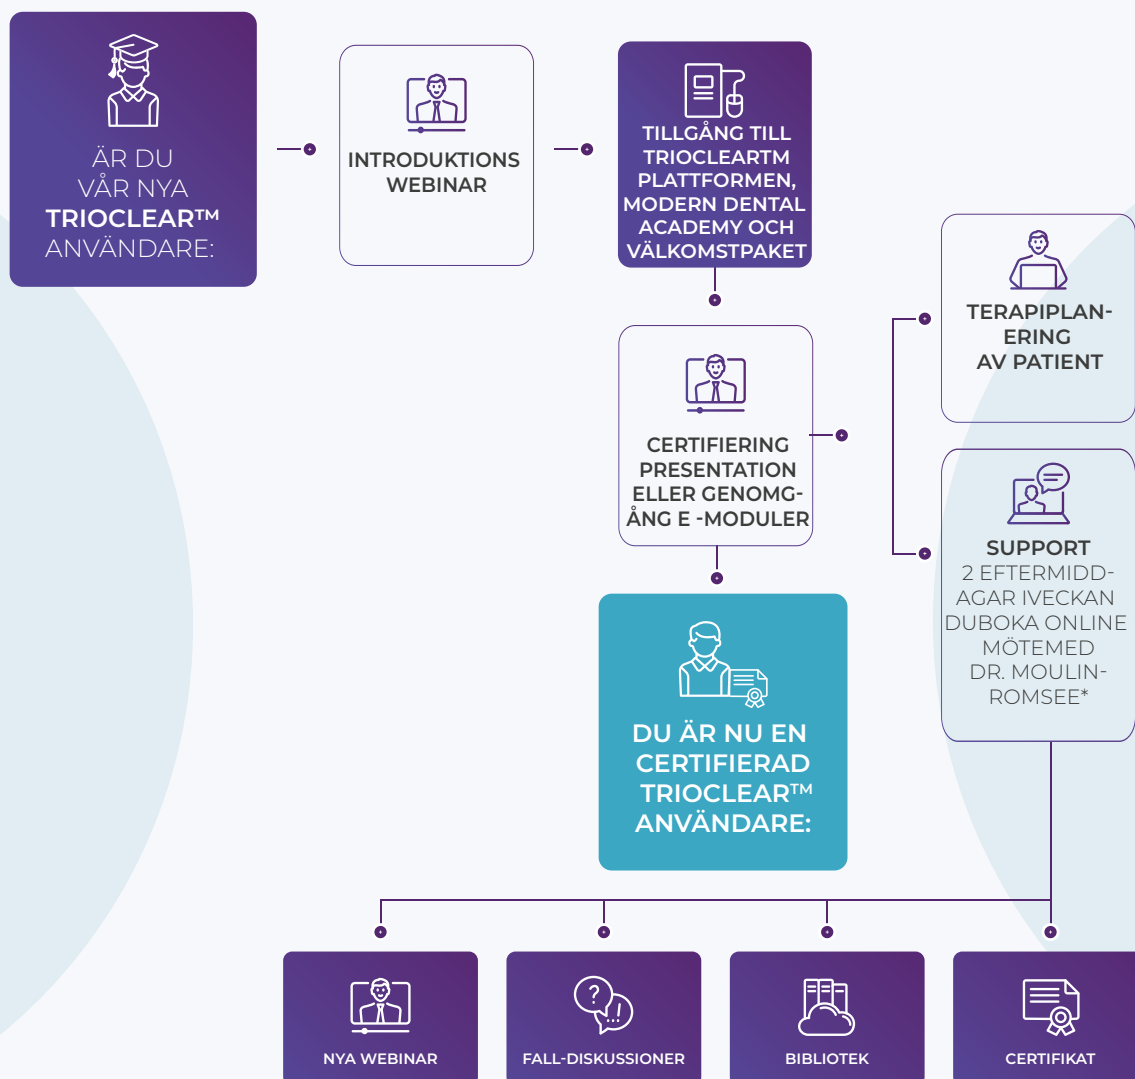 ÄR DU
VÅR NYA
TRIOCLEAR™
ANVÄNDARE:
INTRODUKTIONS
WEBINAR
TILLGÅNG TILL
TRIOCLEARTM
PLATTFORMEN,
MODERN DENTAL
ACADEMY OCH
VÄLKOMSTPAKET
TERAPIPLAN-
ERING
AV PATIENT
CERTIFIERING
PRESENTATION
ELLER GENOMG-
ÅNG E -MODULER
SUPPORT
2 EFTERMIDD-
AGAR IVECKAN
DUBOKA ONLINE
MÖTEMED
DR. MOULIN-
ROMSEE*
DU ÄR NU EN
CERTIFIERAD
TRIOCLEAR™
ANVÄNDARE:
NYA WEBINAR
FALL-DISKUSSIONER
BIBLIOTEK
CERTIFIKAT